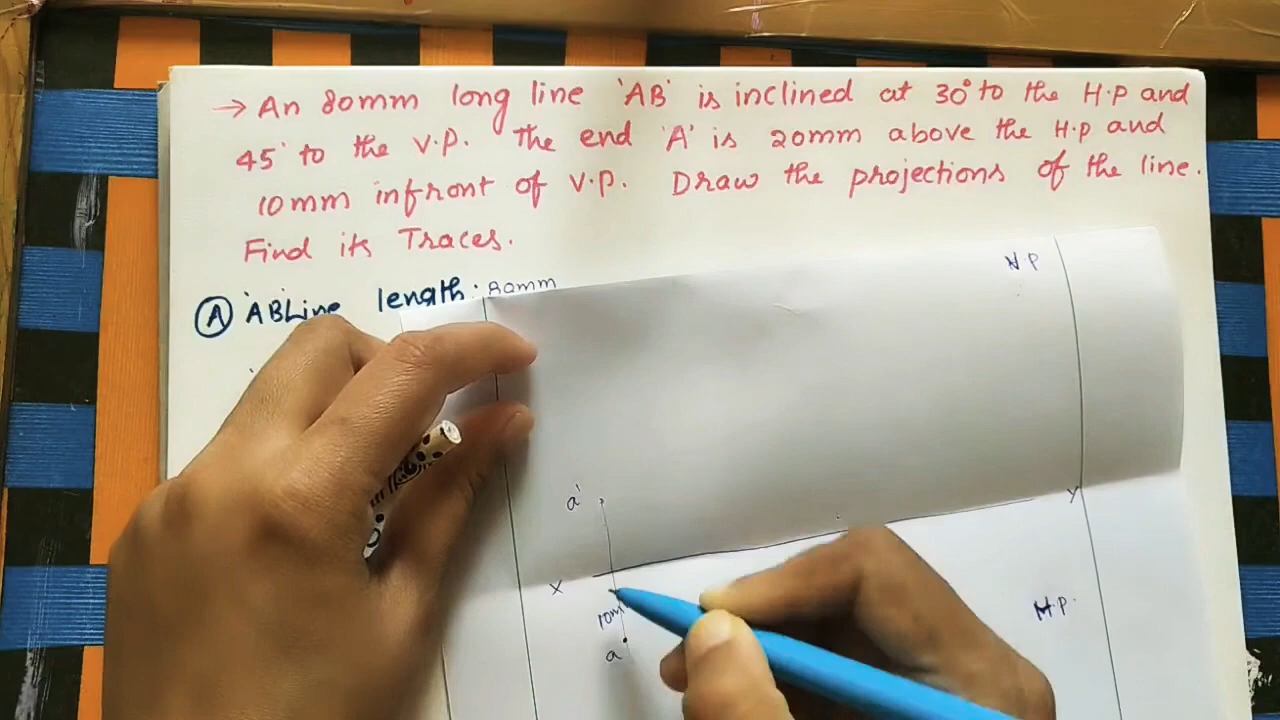 → An 80mm long line 'AB' is inclined at 30° to the H.P and
45° to the V.P. The end 'A' is 20mm above the H.P and
10mm infront of V.P. Draw the projections of the line.
Find its Traces.
Ⓐ 'AB' Line length : 80mm
V.P
a'
X
Y
10m
H.P.
a